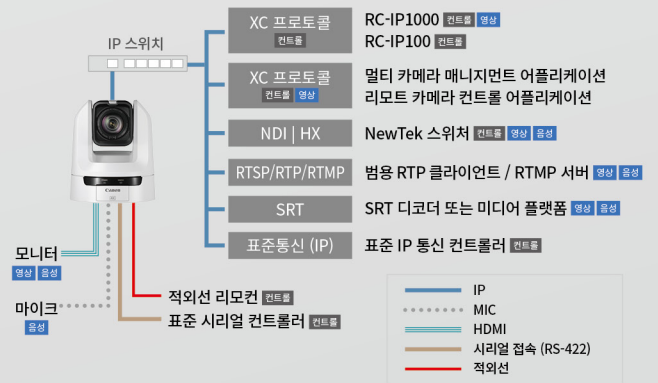 IP 스위치
XC 프로토콜
컨트롤
RC-IP1000 컨트롤 영상
RC-IP100 컨트롤
XC 프로토콜
컨트롤 영상
멀티 카메라 매니지먼트 어플리케이션
리모트 카메라 컨트롤 어플리케이션
NDI | HX
NewTek 스위처 컨트롤 영상 음성
RTSP/RTP/RTMP
범용 RTP 클라이언트 / RTMP 서버 영상 음성
SRT
SRT 디코더 또는 미디어 플랫폼 영상 음성
표준통신 (IP)
표준 IP 통신 컨트롤러 컨트롤
Canon
모니터
영상 음성
마이크
음성
적외선 리모컨 컨트롤
표준 시리얼 컨트롤러 컨트롤
IP
MIC
HDMI
시리얼 접속 (RS-422)
적외선